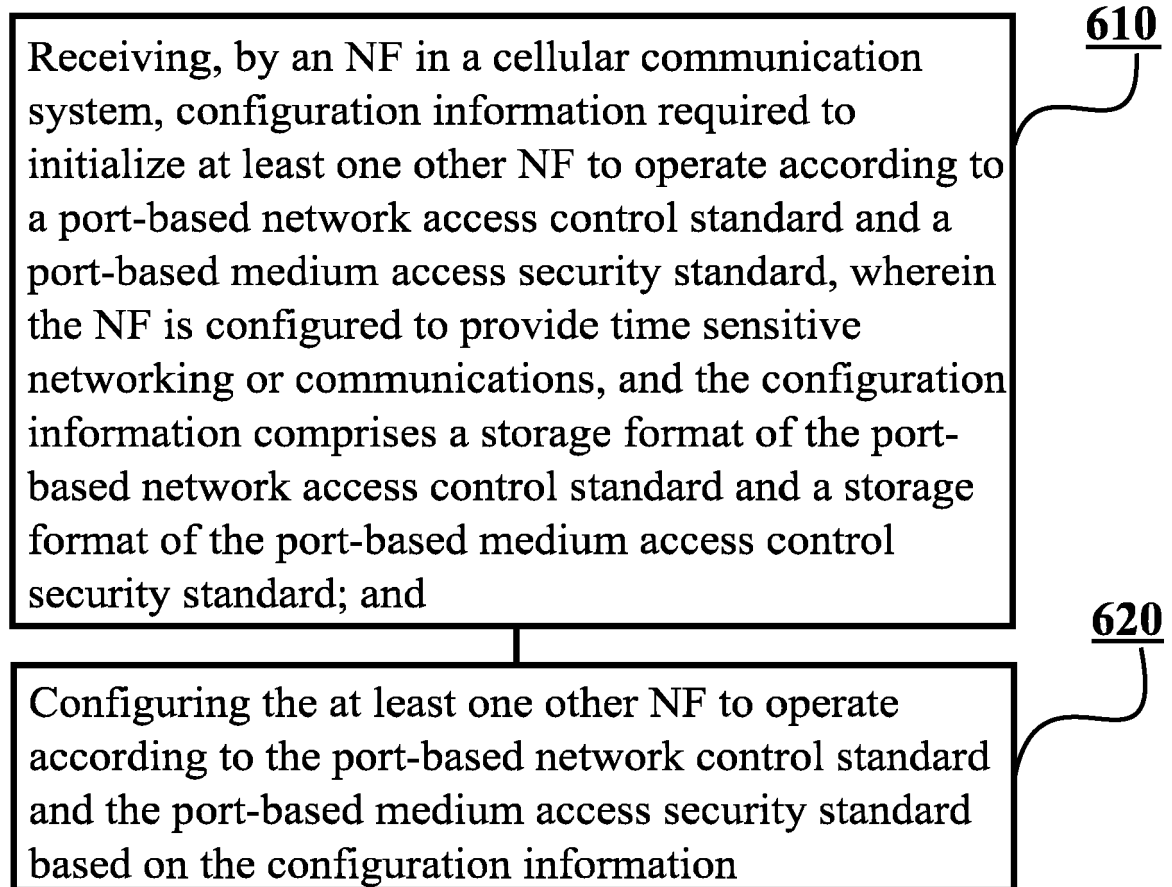 610
Receiving, by an NF in a cellular communication
system, configuration information required to
initialize at least one other NF to operate according to
a port-based network access control standard and a
port-based medium access security standard, wherein
the NF is configured to provide time sensitive
networking or communications, and the configuration
information comprises a storage format of the port-
based network access control standard and a storage
format of the port-based medium access control
security standard; and
620
Configuring the at least one other NF to operate
according to the port-based network control standard
and the port-based medium access security standard
based on the configuration information